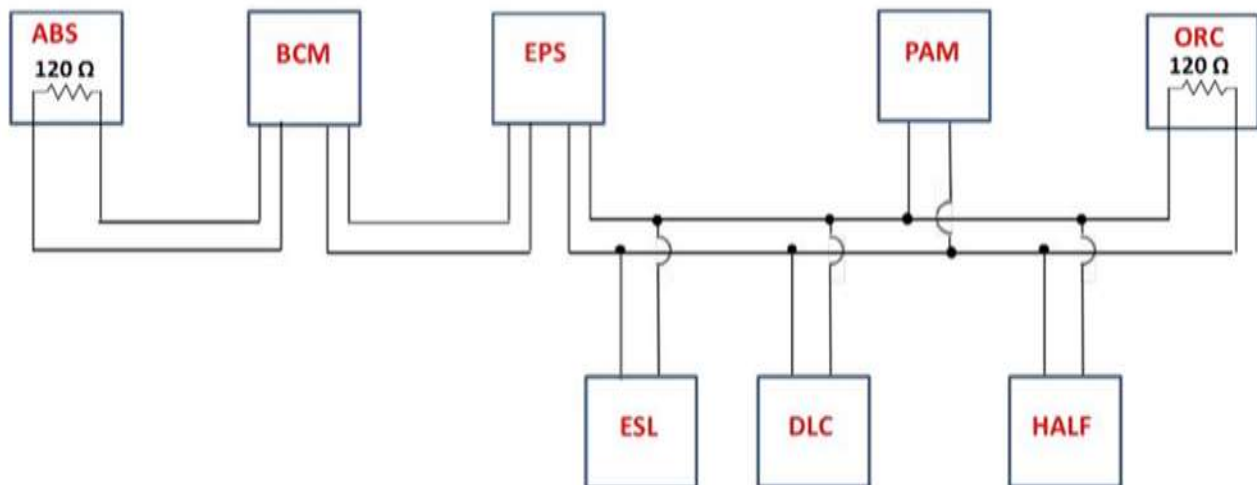 ABS
120 Ω
BCM
EPS
PAM
ORC
120 Ω
ESL
DLC
HALF